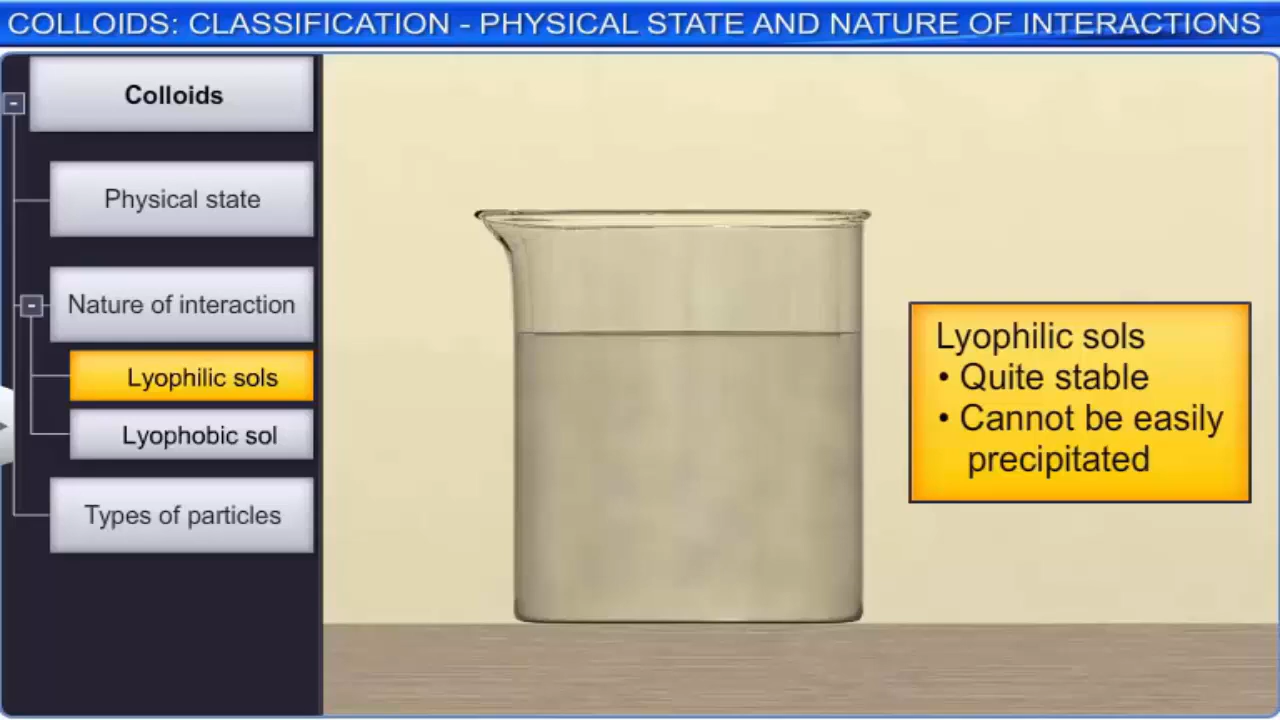 COLLOIDS: CLASSIFICATION - PHYSICAL STATE AND NATURE OF INTERACTIONS
Colloids
Physical state
Nature of interaction
Lyophilic sols
Lyophobic sol
Types of particles
Lyophilic sols
• Quite stable
• Cannot be easily
precipitated